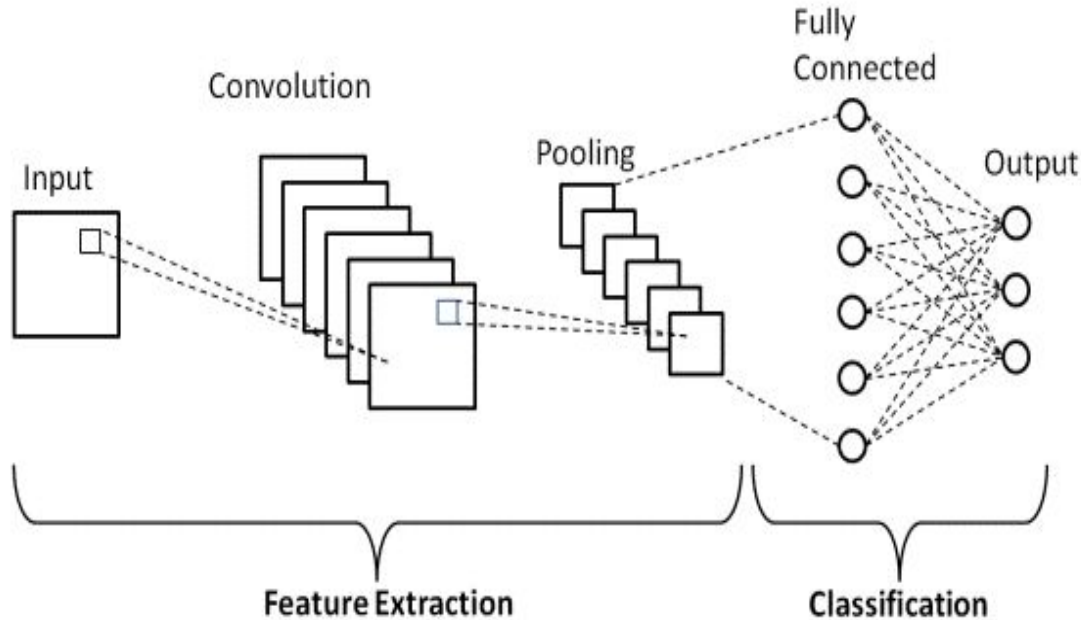 Input
Convolution
Pooling
Fully
Connected
Output
Feature Extraction
Classification